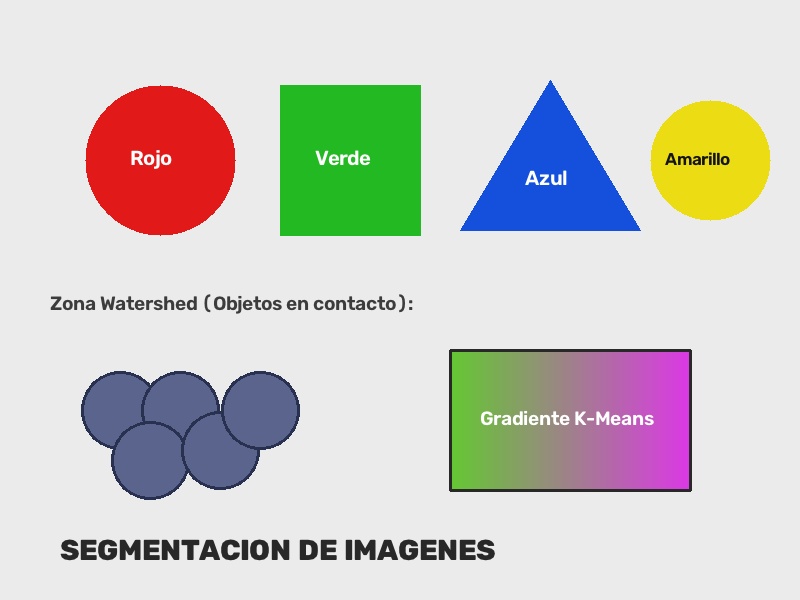 Rojo
Verde
Azul
Amarillo
Zona Watershed (Objetos en contacto):
Gradiente K-Means
SEGMENTACION DE IMAGENES